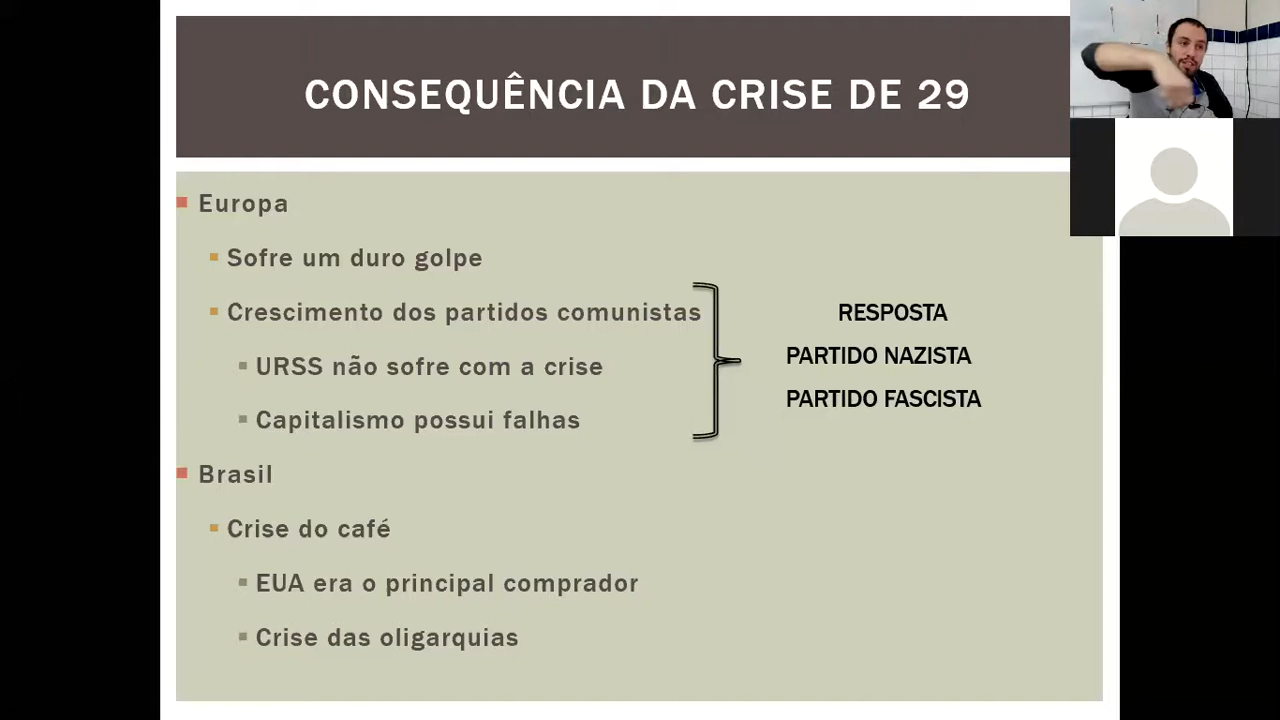 CONSEQUÊNCIA DA CRISE DE 29
Europa
Sofre um duro golpe
Crescimento dos partidos comunistas
URSS não sofre com a crise
Capitalismo possui falhas
RESPOSTA
PARTIDO NAZISTA
PARTIDO FASCISTA
Brasil
Crise do café
EUA era o principal comprador
Crise das oligarquias